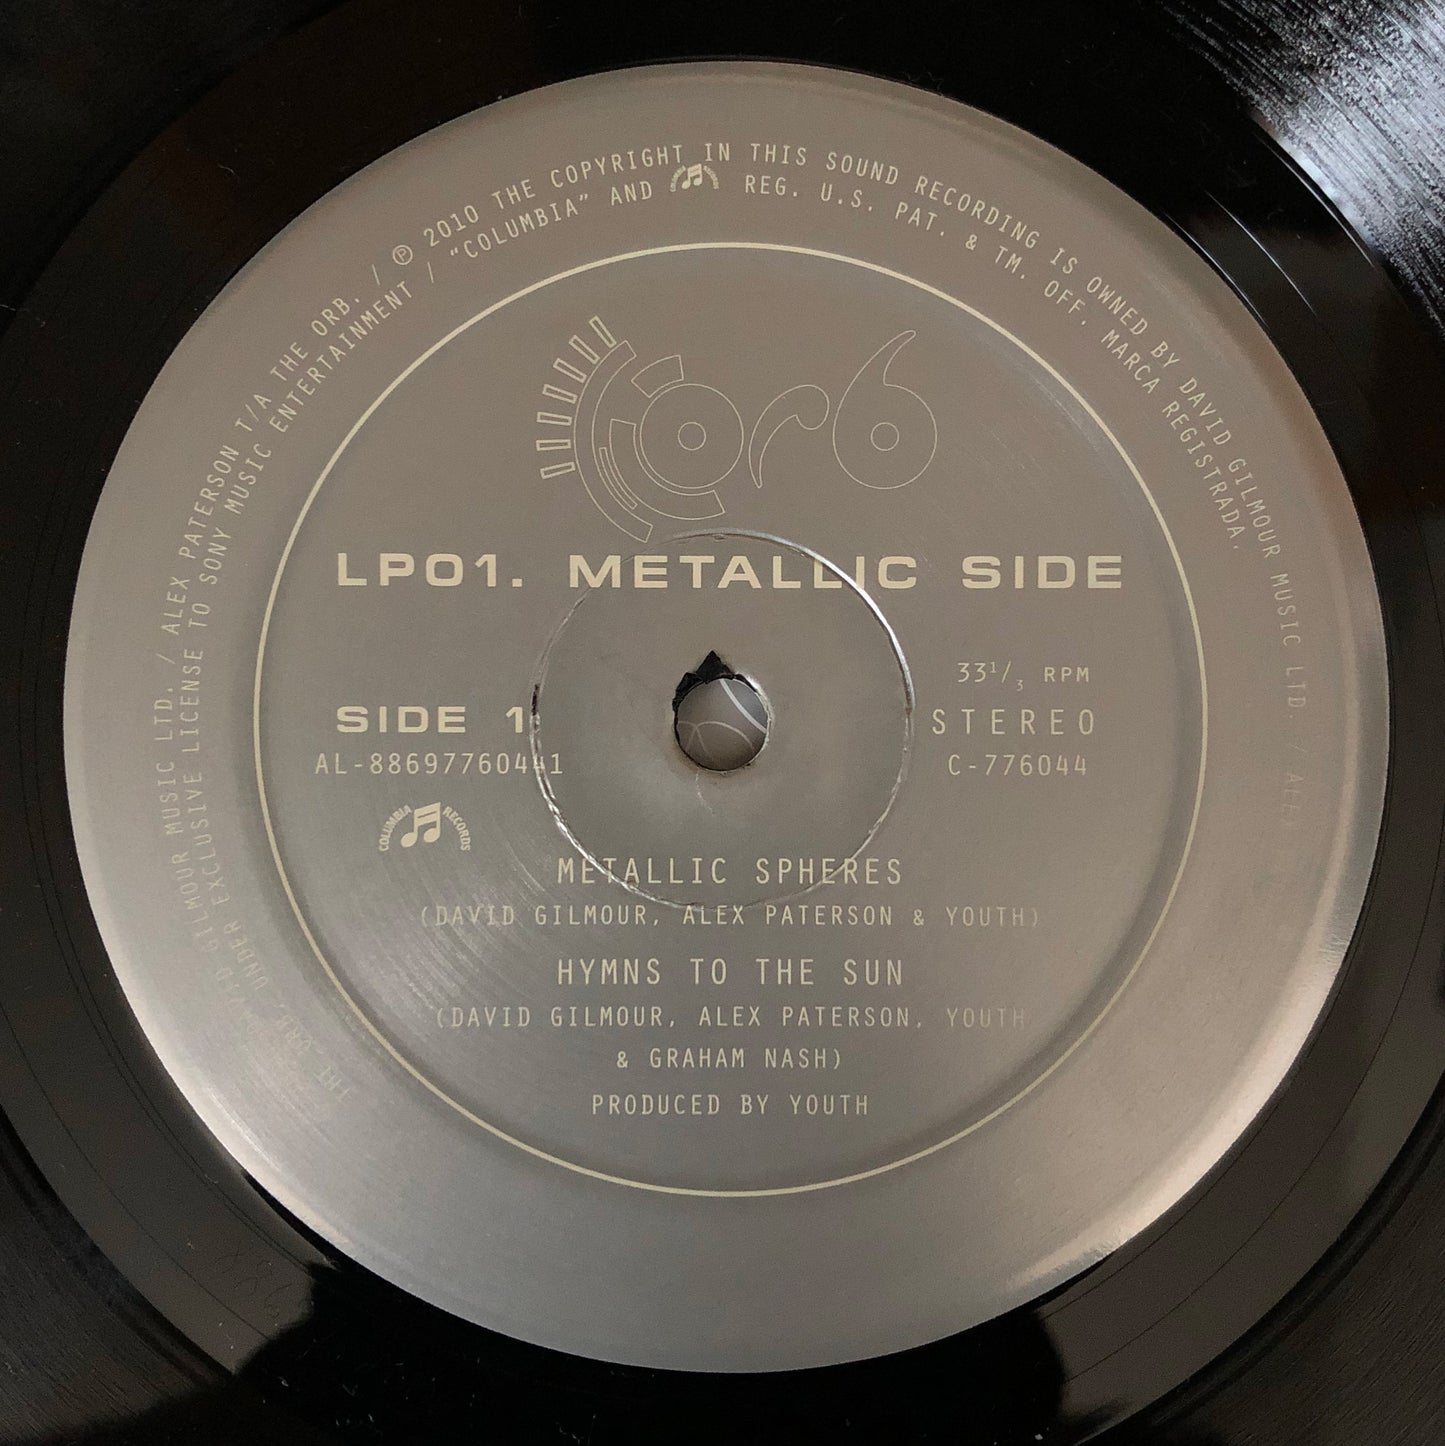 ℗ 2010 THE COPYRIGHT IN THIS SOUND RECORDING IS OWNED BY DAVID GILMOUR MUSIC LTD. /
GILMOUR MUSIC LTD. / ALEX PATERSON T/A THE ORB. /
UNDER EXCLUSIVE LICENSE TO SONY MUSIC ENTERTAINMENT / "COLUMBIA" AND REG. U.S. PAT. & TM. OFF. MARCA REGISTRADA.
THE ORB
orb
LP01. METALLIC SIDE
33 1/3 RPM
SIDE 1
STEREO
AL-88697760441
C-776044
COLUMBIA RECORDS
METALLIC SPHERES
(DAVID GILMOUR, ALEX PATERSON & YOUTH)
HYMNS TO THE SUN
(DAVID GILMOUR, ALEX PATERSON, YOUTH
& GRAHAM NASH)
PRODUCED BY YOUTH